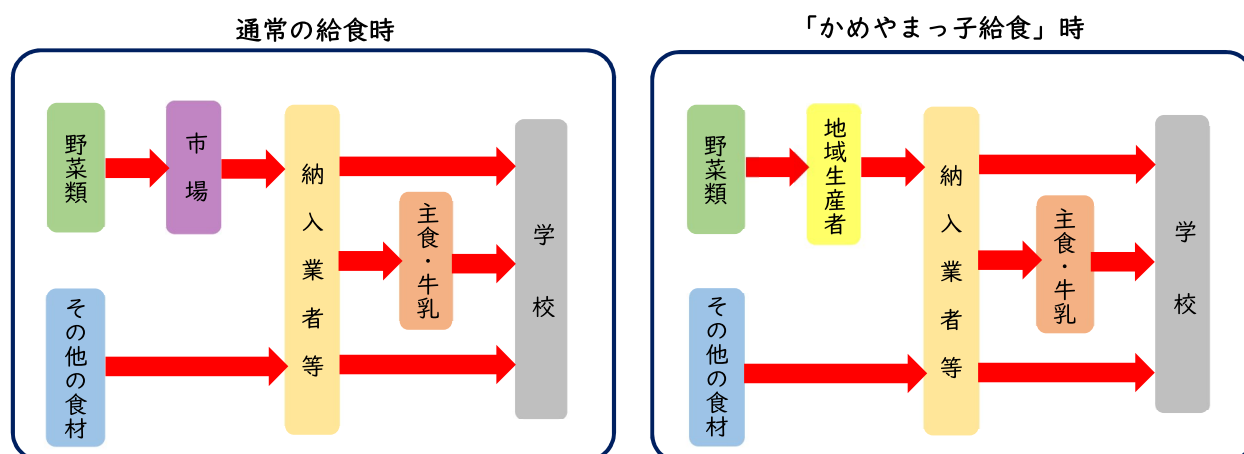 通常の給食時
野菜類
市場
納入業者等
主食・牛乳
学校
その他の食材
「かめやまっ子給食」時
野菜類
地域生産者
納入業者等
主食・牛乳
学校
その他の食材